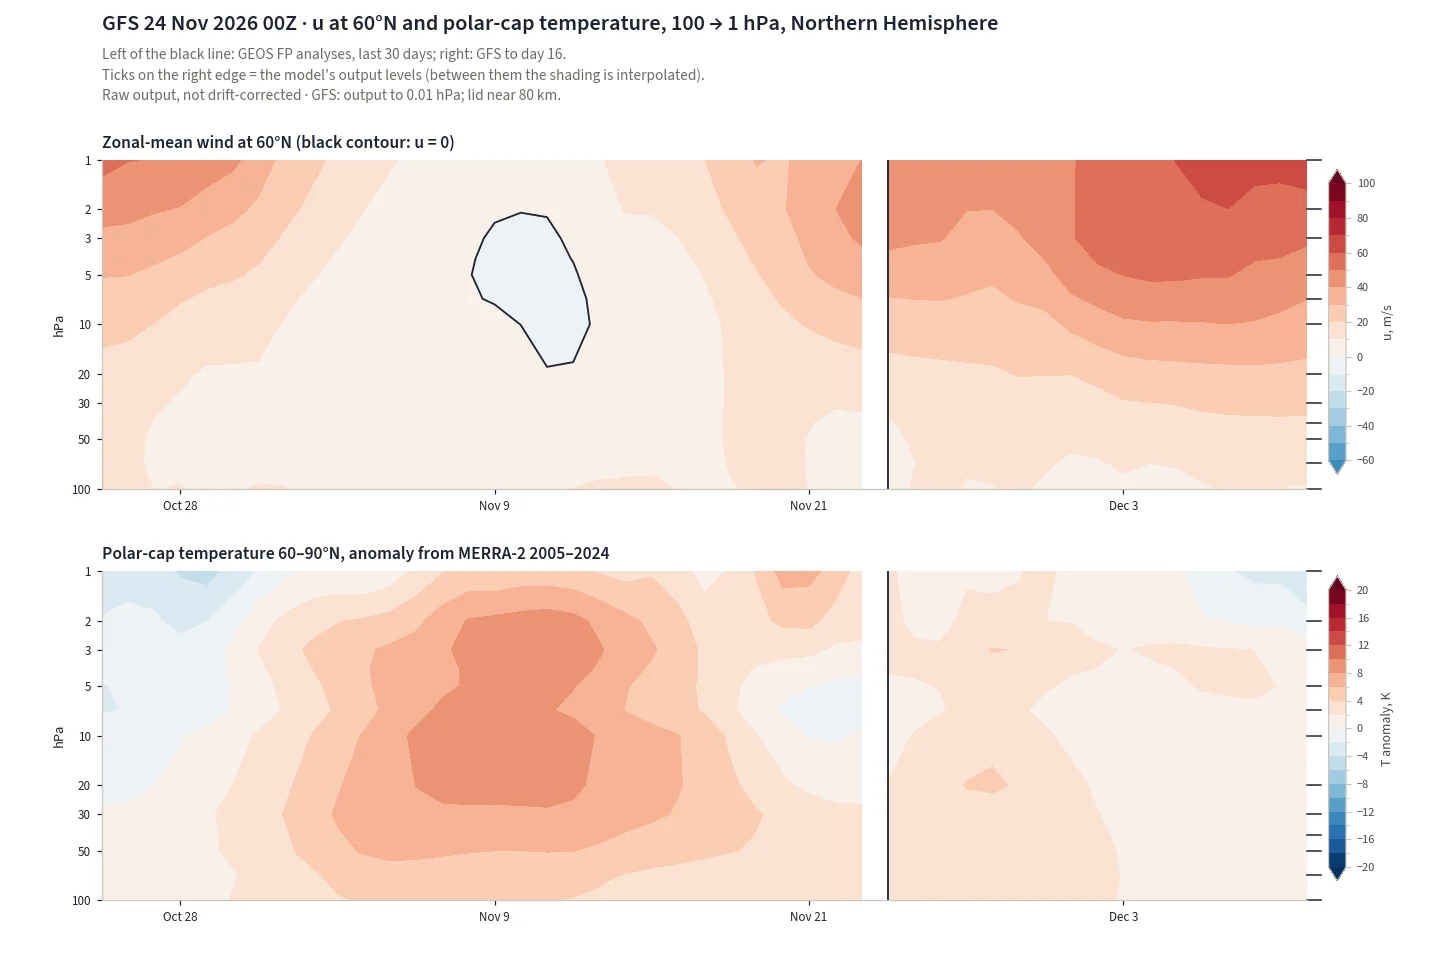 GFS 24 Nov 2026 00Z · u at 60°N and polar-cap temperature, 100 → 1 hPa, Northern Hemisphere
Left of the black line: GEOS FP analyses, last 30 days; right: GFS to day 16.
Ticks on the right edge = the model's output levels (between them the shading is interpolated).
Raw output, not drift-corrected · GFS: output to 0.01 hPa; lid near 80 km.
Zonal-mean wind at 60°N (black contour: u = 0)
1
2
3
5
10
20
30
50
100
hPa
Oct 28
Nov 9
Nov 21
Dec 3
100
80
60
40
20
0
−20
−40
−60
u, m/s
Polar-cap temperature 60–90°N, anomaly from MERRA-2 2005–2024
1
2
3
5
10
20
30
50
100
hPa
Oct 28
Nov 9
Nov 21
Dec 3
20
16
12
8
4
0
−4
−8
−12
−16
−20
T anomaly, K